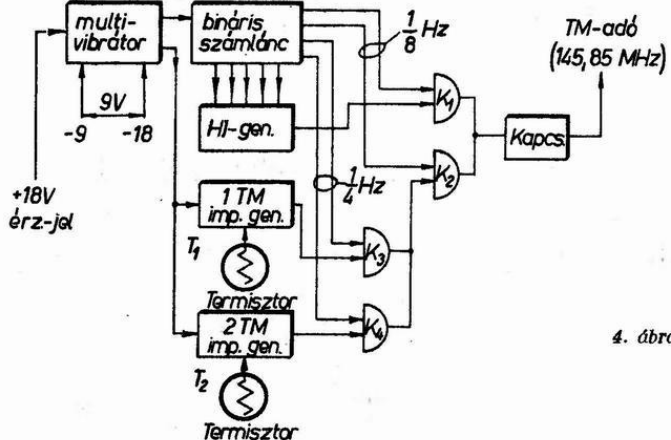 multi-
vibrátor
bináris
számlánc
1/8 Hz
TM-adó
(145,85 MHz)
9V
-9
-18
HI-gen.
K₁
Kapcs.
K₂
1/4 Hz
+18V
érz.-jel
1 TM
imp. gen.
K₃
T₁
Termisztor
2 TM
imp. gen.
K₄
4. ábra
T₂
Termisztor